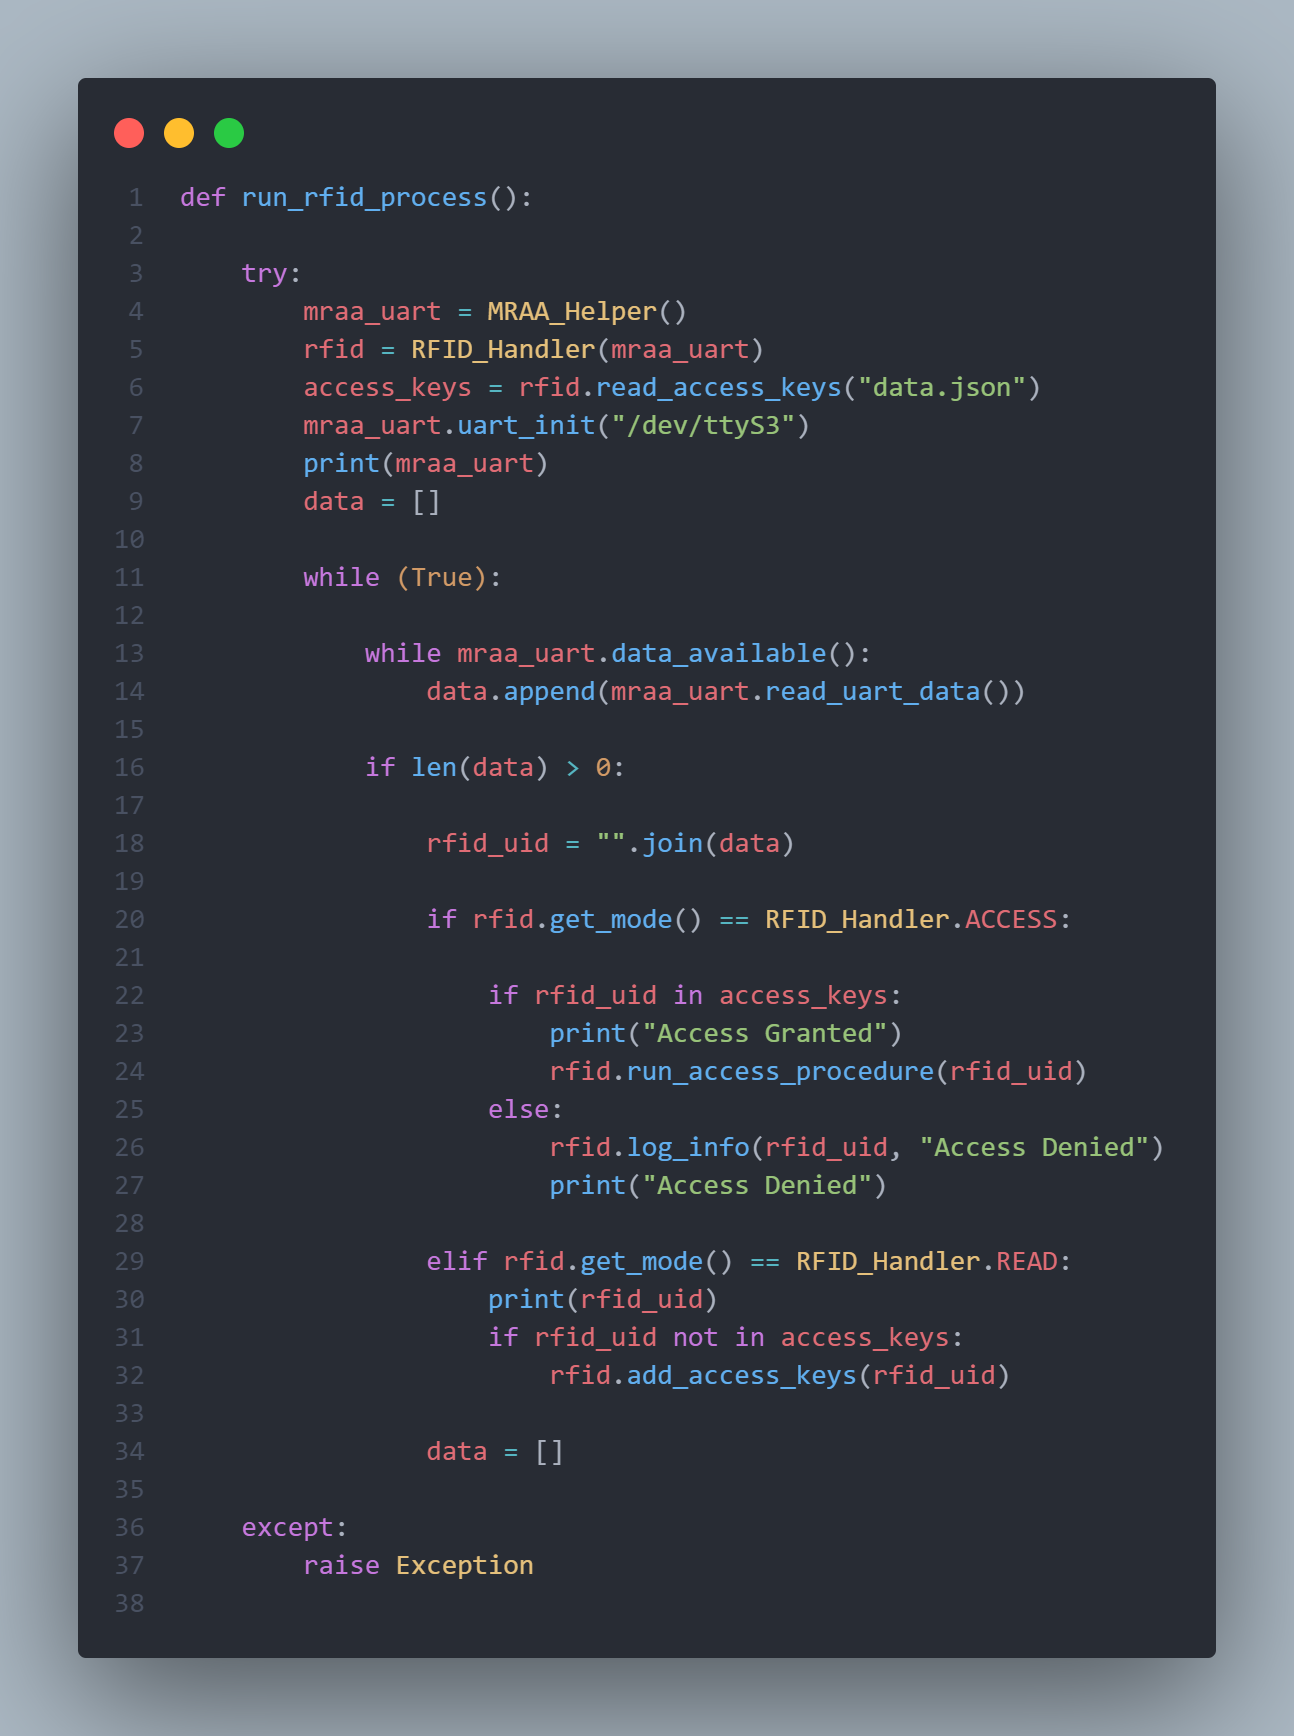 1 def run_rfid_process():
2
3     try:
4         mraa_uart = MRAA_Helper()
5         rfid = RFID_Handler(mraa_uart)
6         access_keys = rfid.read_access_keys("data.json")
7         mraa_uart.uart_init("/dev/ttyS3")
8         print(mraa_uart)
9         data = []
10
11         while (True):
12
13             while mraa_uart.data_available():
14                 data.append(mraa_uart.read_uart_data())
15
16             if len(data) > 0:
17
18                 rfid_uid = "".join(data)
19
20                 if rfid.get_mode() == RFID_Handler.ACCESS:
21
22                     if rfid_uid in access_keys:
23                         print("Access Granted")
24                         rfid.run_access_procedure(rfid_uid)
25                     else:
26                         rfid.log_info(rfid_uid, "Access Denied")
27                         print("Access Denied")
28
29                 elif rfid.get_mode() == RFID_Handler.READ:
30                     print(rfid_uid)
31                     if rfid_uid not in access_keys:
32                         rfid.add_access_keys(rfid_uid)
33
34                 data = []
35
36     except:
37         raise Exception
38